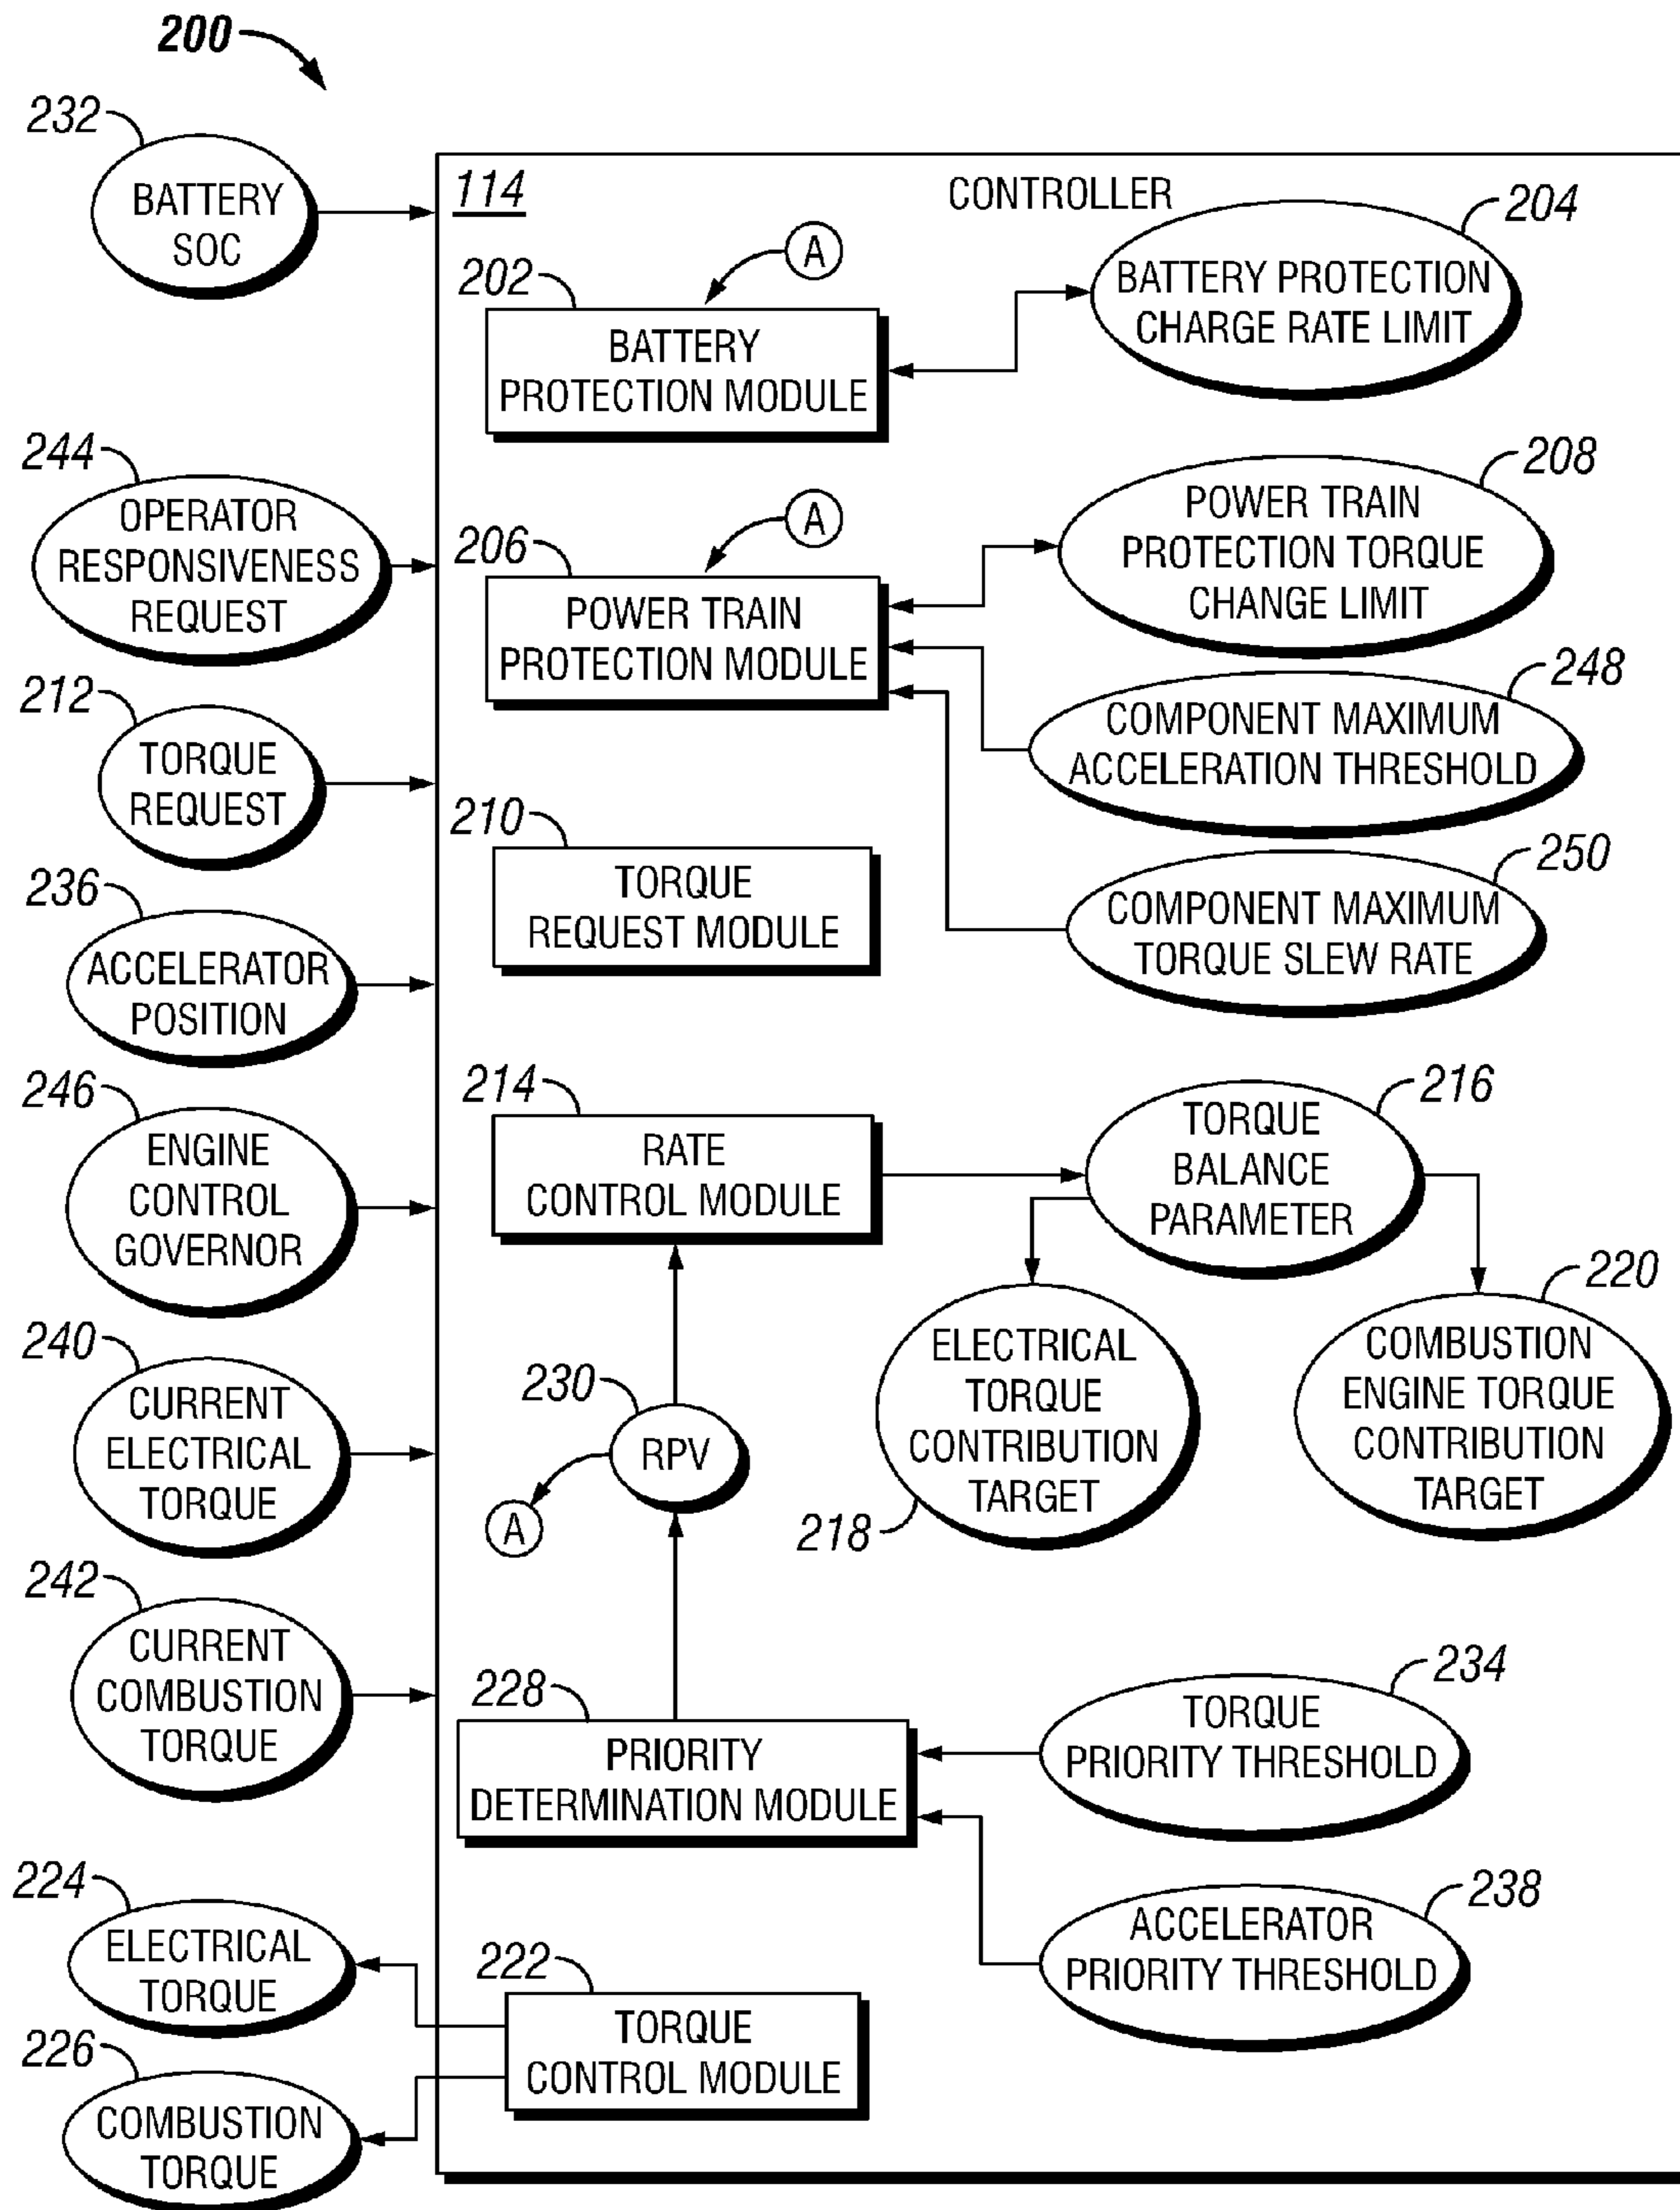 200
232
BATTERY
SOC
244
OPERATOR
RESPONSIVENESS
REQUEST
212
TORQUE
REQUEST
236
ACCELERATOR
POSITION
246
ENGINE
CONTROL
GOVERNOR
240
CURRENT
ELECTRICAL
TORQUE
242
CURRENT
COMBUSTION
TORQUE
224
ELECTRICAL
TORQUE
226
COMBUSTION
TORQUE
114
CONTROLLER
A
202
BATTERY
PROTECTION MODULE
204
BATTERY PROTECTION
CHARGE RATE LIMIT
A
206
POWER TRAIN
PROTECTION MODULE
208
POWER TRAIN
PROTECTION TORQUE
CHANGE LIMIT
248
COMPONENT MAXIMUM
ACCELERATION THRESHOLD
210
TORQUE
REQUEST MODULE
250
COMPONENT MAXIMUM
TORQUE SLEW RATE
214
RATE
CONTROL MODULE
216
TORQUE
BALANCE
PARAMETER
218
ELECTRICAL
TORQUE
CONTRIBUTION
TARGET
220
COMBUSTION
ENGINE TORQUE
CONTRIBUTION
TARGET
230
RPV
A
228
PRIORITY
DETERMINATION MODULE
234
TORQUE
PRIORITY THRESHOLD
238
ACCELERATOR
PRIORITY THRESHOLD
222
TORQUE
CONTROL MODULE